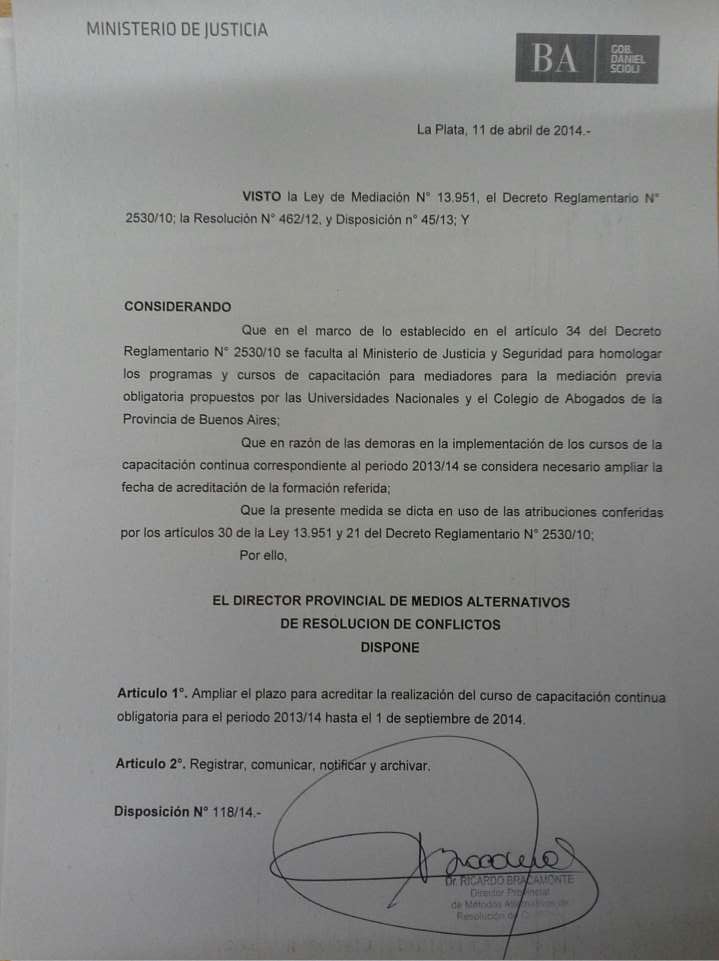 MINISTERIO DE JUSTICIA
BA
GOB.
DANIEL
SCIOLI
La Plata, 11 de abril de 2014.-
VISTO la Ley de Mediación N° 13.951, el Decreto Reglamentario N°
2530/10; la Resolución N° 462/12, y Disposición n° 45/13; Y
CONSIDERANDO
Que en el marco de lo establecido en el artículo 34 del Decreto
Reglamentario N° 2530/10 se faculta al Ministerio de Justicia y Seguridad para homologar
los programas y cursos de capacitación para mediadores para la mediación previa
obligatoria propuestos por las Universidades Nacionales y el Colegio de Abogados de la
Provincia de Buenos Aires;
Que en razón de las demoras en la implementación de los cursos de la
capacitación continua correspondiente al periodo 2013/14 se considera necesario ampliar la
fecha de acreditación de la formación referida;
Que la presente medida se dicta en uso de las atribuciones conferidas
por los artículos 30 de la Ley 13.951 y 21 del Decreto Reglamentario N° 2530/10;
Por ello,
EL DIRECTOR PROVINCIAL DE MEDIOS ALTERNATIVOS
DE RESOLUCION DE CONFLICTOS
DISPONE
Articulo 1°. Ampliar el plazo para acreditar la realización del curso de capacitación continua
obligatoria para el periodo 2013/14 hasta el 1 de septiembre de 2014.
Articulo 2°. Registrar, comunicar, notificar y archivar.
Disposición N° 118/14.-
Dr. RICARDO BRACAMONTE
Director Provincial
de Métodos Alternativos de
Resolución de